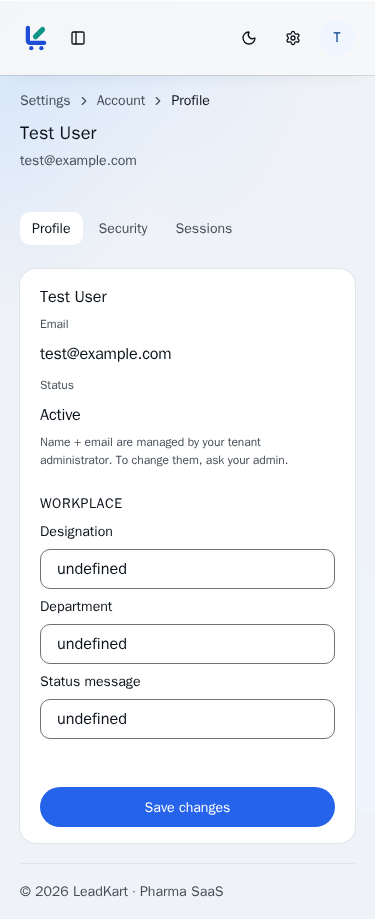 T
Settings > Account > Profile
Test User
test@example.com
Profile Security Sessions
Test User
Email
test@example.com
Status
Active
Name + email are managed by your tenant
administrator. To change them, ask your admin.
WORKPLACE
Designation
undefined
Department
undefined
Status message
undefined
Save changes
© 2026 LeadKart · Pharma SaaS